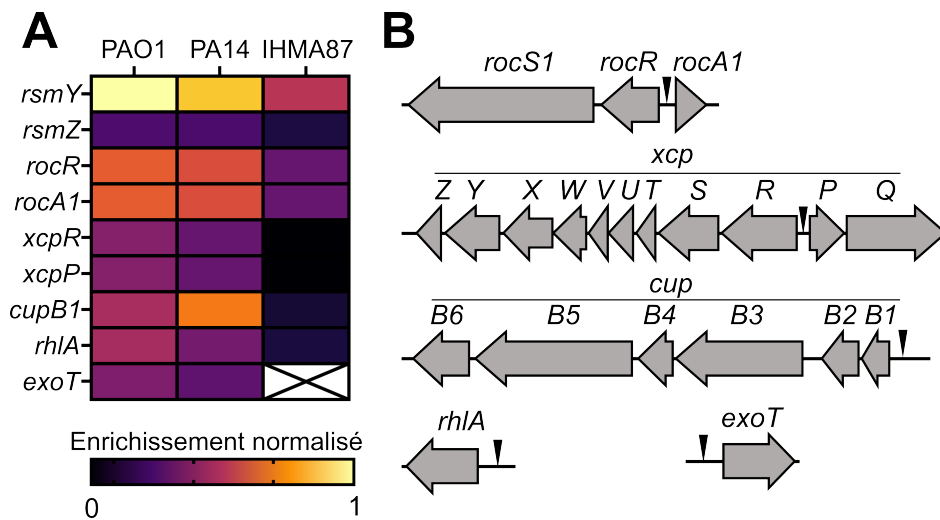 A
PAO1 PA14 IHMA87
rsmY
rsmZ
rocR
rocA1
xcpR
xcpP
cupB1
rhlA
exoT
Enrichissement normalisé
0 1
B
rocS1 rocR rocA1
xcp
Z Y X W V U T S R P Q
cup
B6 B5 B4 B3 B2 B1
rhlA exoT